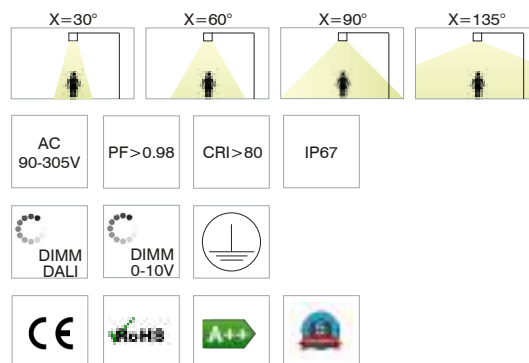 X=30° X=60° X=90° X=135°
AC
90-305V
PF>0.98
CRI>80
IP67
DIMM
DALI
DIMM
0-10V
CE
RoHS
A++